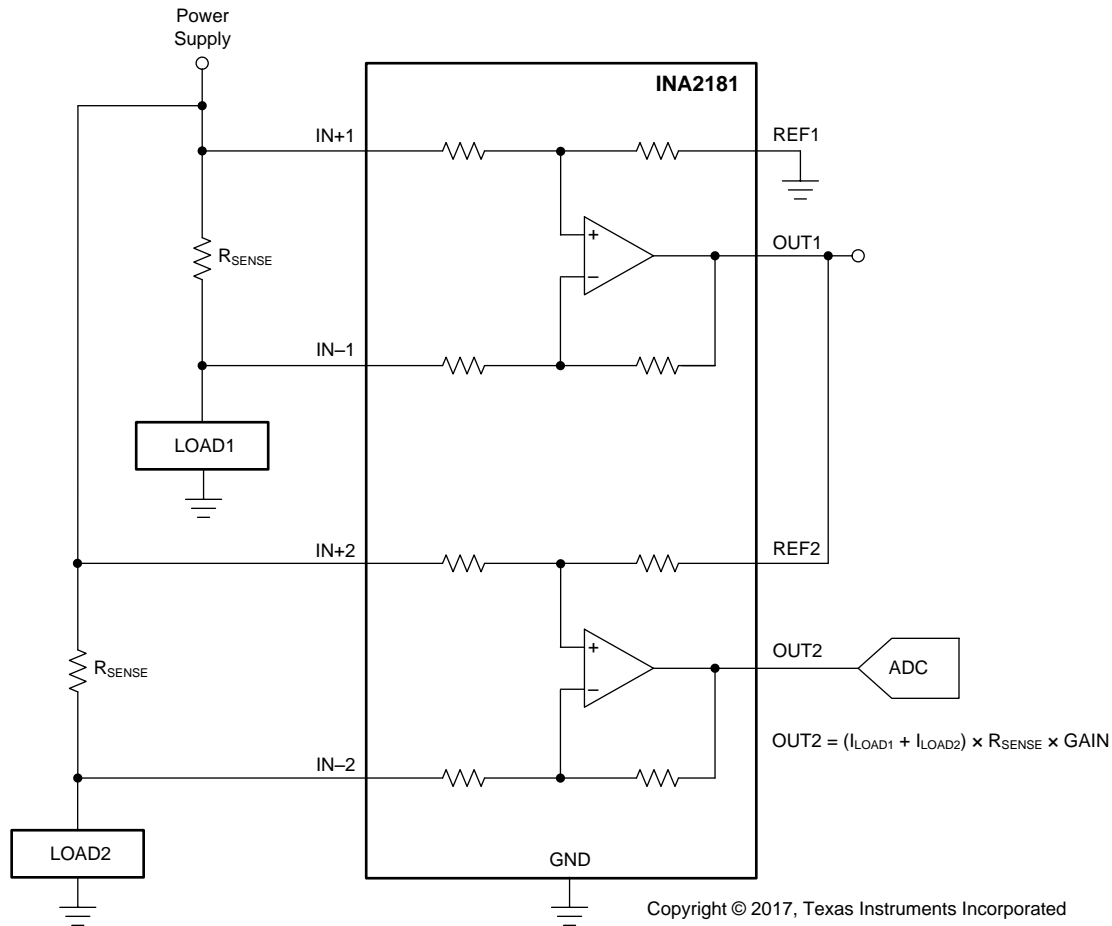 Power
Supply
INA2181
IN+1
REF1
RSENSE
OUT1
IN–1
LOAD1
IN+2
REF2
RSENSE
OUT2
ADC
OUT2 = (ILOAD1 + ILOAD2) × RSENSE × GAIN
IN–2
LOAD2
GND
Copyright © 2017, Texas Instruments Incorporated